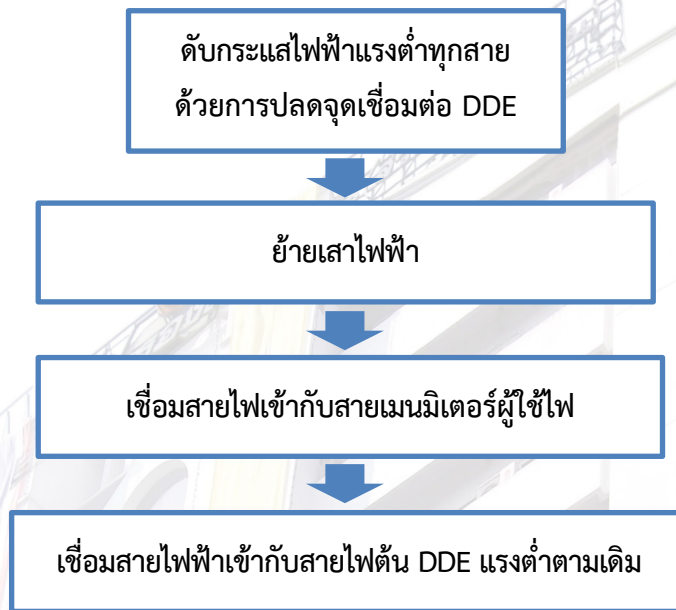 ดับกระแสไฟฟ้าแรงต่ำทุกสาย
ด้วยการปลดจุดเชื่อมต่อ DDE
ย้ายเสาไฟฟ้า
เชื่อมสายไฟเข้ากับสายเมนมิเตอร์ผู้ใช้ไฟ
เชื่อมสายไฟฟ้าเข้ากับสายไฟต้น DDE แรงต่ำตามเดิม